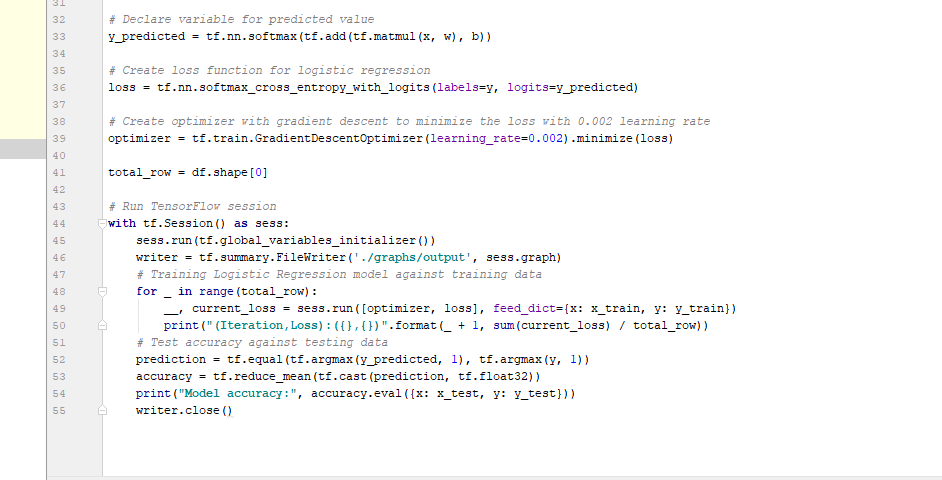 31
32 # Declare variable for predicted value
33 y_predicted = tf.nn.softmax(tf.add(tf.matmul(x, w), b))
34
35 # Create loss function for logistic regression
36 loss = tf.nn.softmax_cross_entropy_with_logits(labels=y, logits=y_predicted)
37
38 # Create optimizer with gradient descent to minimize the loss with 0.002 learning rate
39 optimizer = tf.train.GradientDescentOptimizer(learning_rate=0.002).minimize(loss)
40
41 total_row = df.shape[0]
42
43 # Run TensorFlow session
44 with tf.Session() as sess:
45     sess.run(tf.global_variables_initializer())
46     writer = tf.summary.FileWriter('./graphs/output', sess.graph)
47     # Training Logistic Regression model against training data
48     for _ in range(total_row):
49         __, current_loss = sess.run([optimizer, loss], feed_dict={x: x_train, y: y_train})
50         print("(Iteration,Loss):({},{})".format(_ + 1, sum(current_loss) / total_row))
51     # Test accuracy against testing data
52     prediction = tf.equal(tf.argmax(y_predicted, 1), tf.argmax(y, 1))
53     accuracy = tf.reduce_mean(tf.cast(prediction, tf.float32))
54     print("Model accuracy:", accuracy.eval({x: x_test, y: y_test}))
55     writer.close()